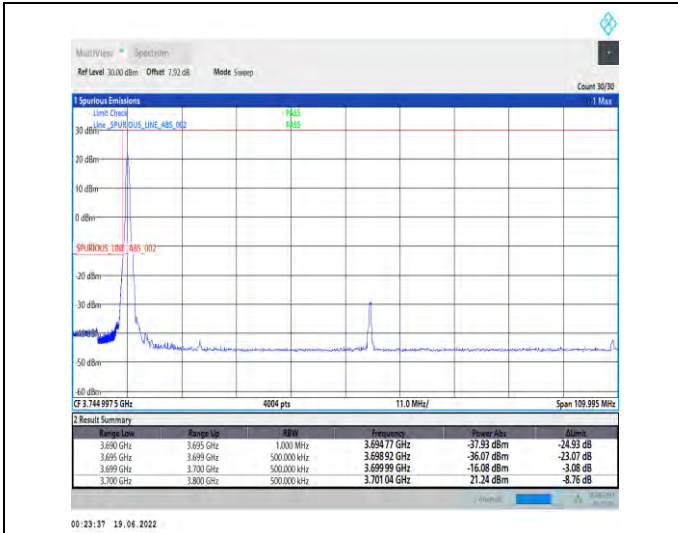 MultiView Spectrum
Ref Level 30.00 dBm Offset 7.92 dB Mode Sweep
Count 30/30
1 Spurious Emissions 1 Max
Limit Check PASS
Line _SPURIOUS_LINE_ABS_002 PASS
30 dBm
20 dBm
10 dBm
0 dBm
SPURIOUS_LINE_ABS_002
-20 dBm
-30 dBm
-40 dBm
-50 dBm
-60 dBm
CF 3.744 997 5 GHz 4004 pts 11.0 MHz/ Span 109.995 MHz
2 Result Summary
Range Low Range Up RBW Frequency Power Abs ΔLimit
3.690 GHz 3.695 GHz 1.000 MHz 3.694 77 GHz -37.93 dBm -24.93 dB
3.695 GHz 3.699 GHz 500.000 kHz 3.698 92 GHz -36.07 dBm -23.07 dB
3.699 GHz 3.700 GHz 500.000 kHz 3.699 99 GHz -16.08 dBm -3.08 dB
3.700 GHz 3.800 GHz 500.000 kHz 3.701 04 GHz 21.24 dBm -8.76 dB
00:23:37 19.06.2022